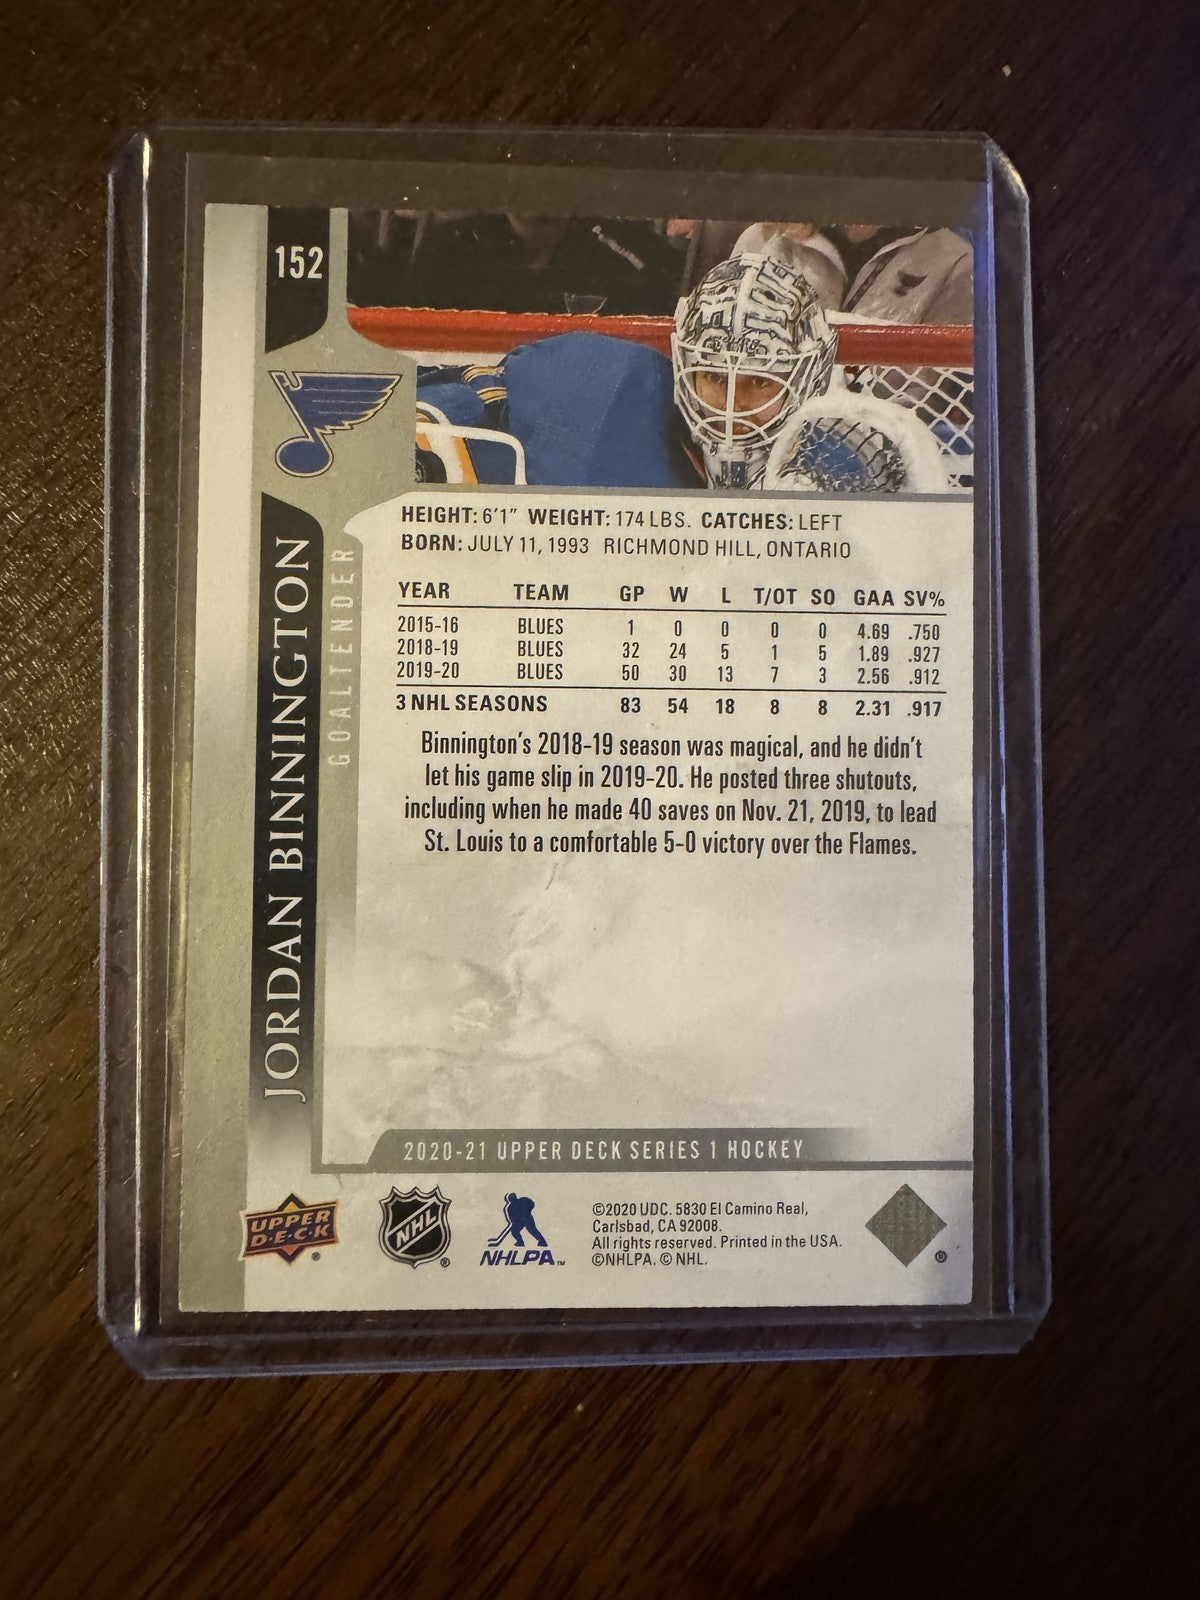 152
JORDAN BINNINGTON
GOALTENDER
HEIGHT: 6'1" WEIGHT: 174 LBS. CATCHES: LEFT
BORN: JULY 11, 1993 RICHMOND HILL, ONTARIO
YEAR TEAM GP W L T/OT SO GAA SV%
2015-16 BLUES 1 0 0 0 0 4.69 .750
2018-19 BLUES 32 24 5 1 5 1.89 .927
2019-20 BLUES 50 30 13 7 3 2.56 .912
3 NHL SEASONS 83 54 18 8 8 2.31 .917
Binnington's 2018-19 season was magical, and he didn't
let his game slip in 2019-20. He posted three shutouts,
including when he made 40 saves on Nov. 21, 2019, to lead
St. Louis to a comfortable 5-0 victory over the Flames.
2020-21 UPPER DECK SERIES 1 HOCKEY
UPPER
D·E·C·K
®
NHL
®
NHLPA™
©2020 UDC. 5830 El Camino Real,
Carlsbad, CA 92008.
All rights reserved. Printed in the USA.
©NHLPA. © NHL.
®